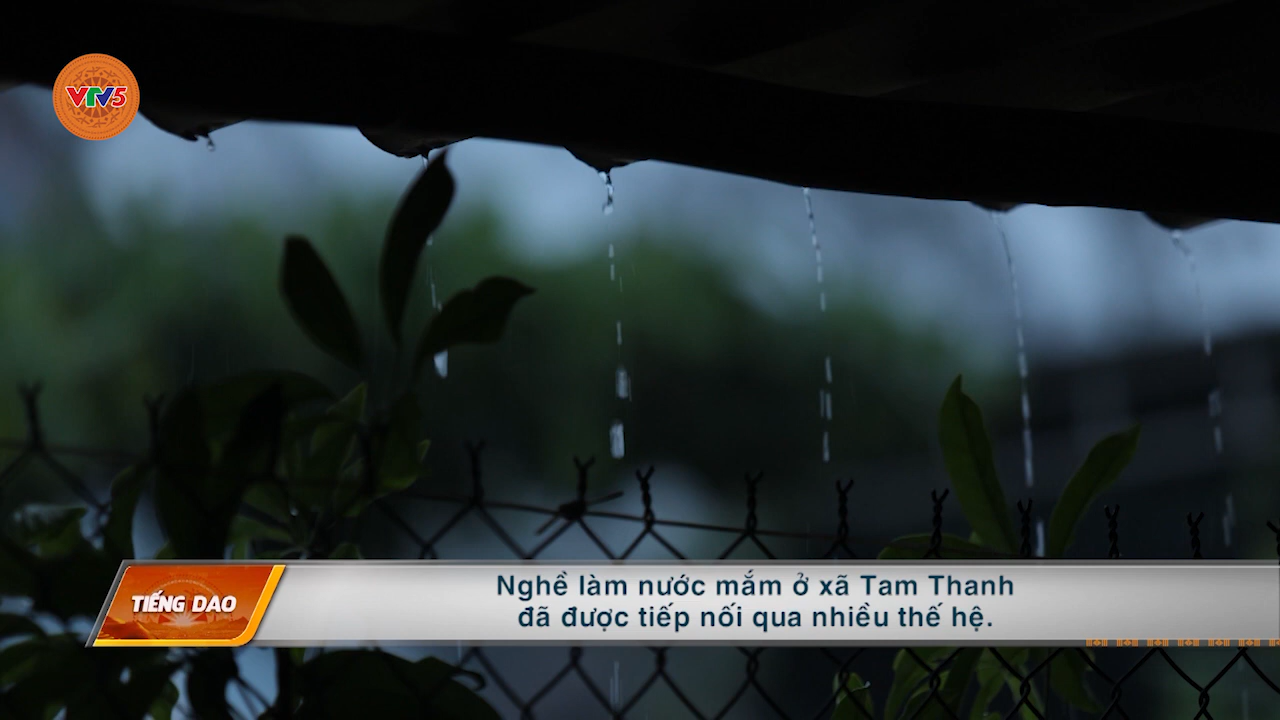 VTV5
TIẾNG DAO
Nghề làm nước mắm ở xã Tam Thanh
đã được tiếp nối qua nhiều thế hệ.